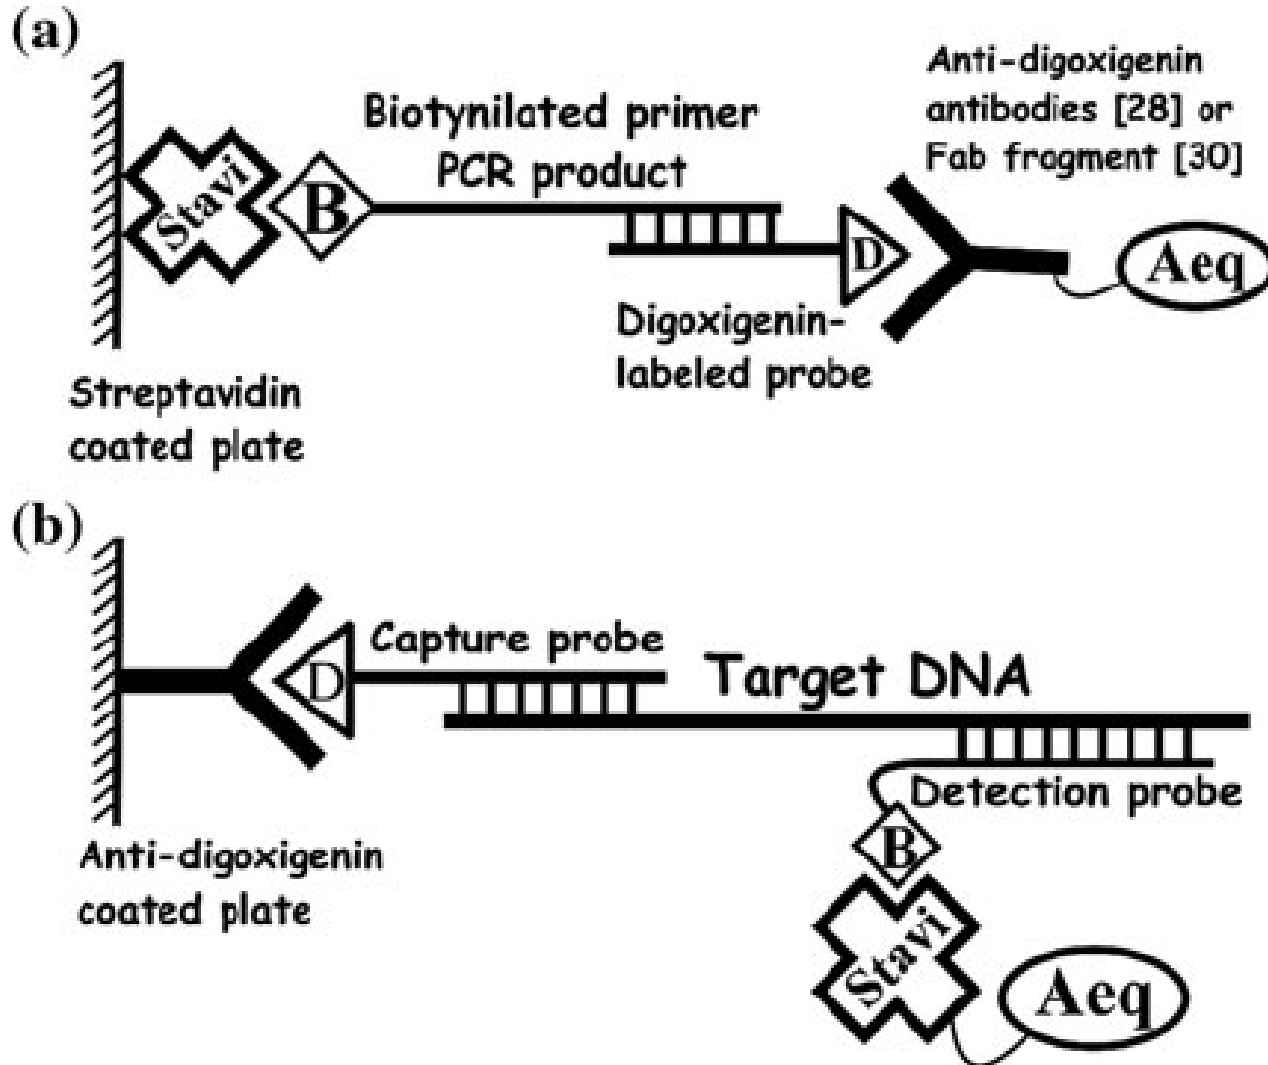 (a)
Anti-digoxigenin
antibodies [28] or
Fab fragment [30]
Biotynilated primer
PCR product
Stavi
B
D
Aeq
Digoxigenin-
labeled probe
Streptavidin
coated plate
(b)
Capture probe
D
Target DNA
Detection probe
B
Anti-digoxigenin
coated plate
Stavi
Aeq